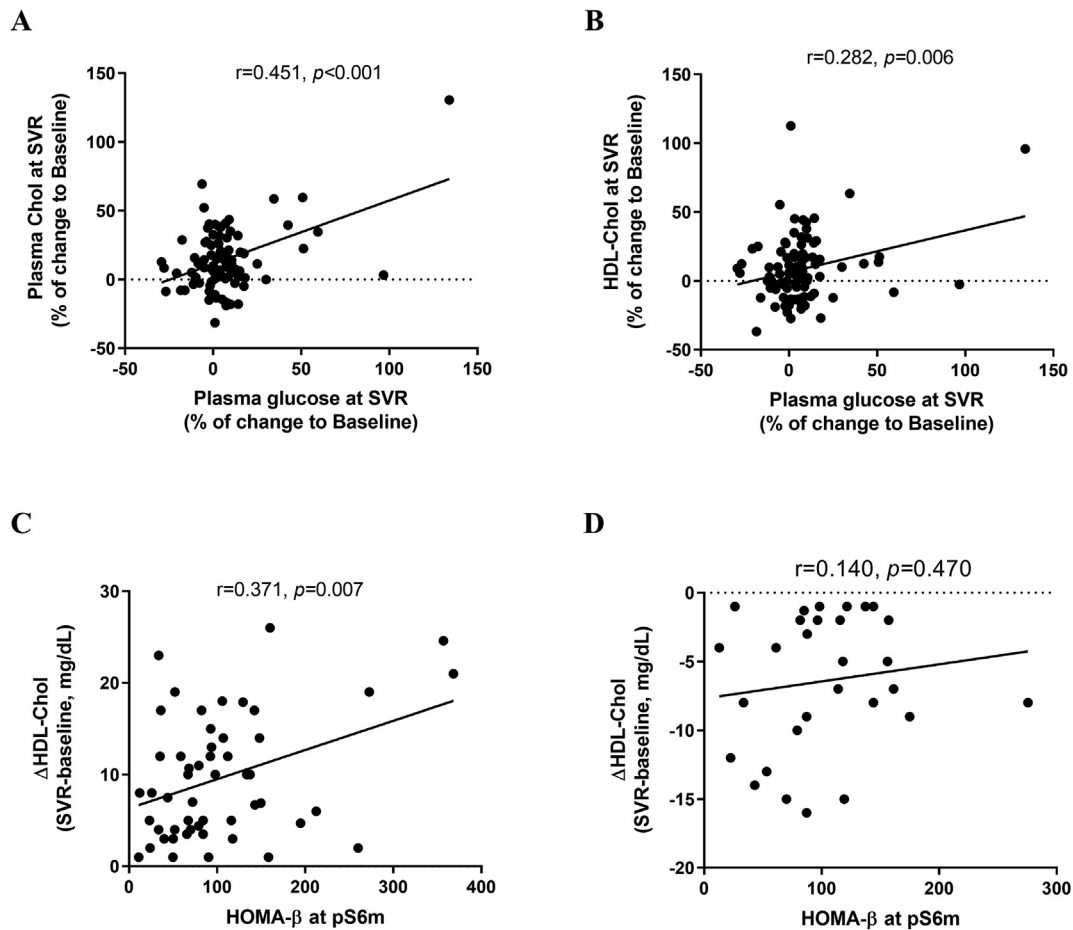 A
r=0.451, p<0.001
Plasma Chol at SVR
(% of change to Baseline)
150
100
50
0
-50
-50
0
50
100
150
Plasma glucose at SVR
(% of change to Baseline)
B
r=0.282, p=0.006
HDL-Chol at SVR
(% of change to Baseline)
150
100
50
0
-50
-50
0
50
100
150
Plasma glucose at SVR
(% of change to Baseline)
C
r=0.371, p=0.007
ΔHDL-Chol
(SVR-baseline, mg/dL)
30
20
10
0
0
100
200
300
400
HOMA-β at pS6m
D
r=0.140, p=0.470
ΔHDL-Chol
(SVR-baseline, mg/dL)
0
-5
-10
-15
-20
0
100
200
300
HOMA-β at pS6m